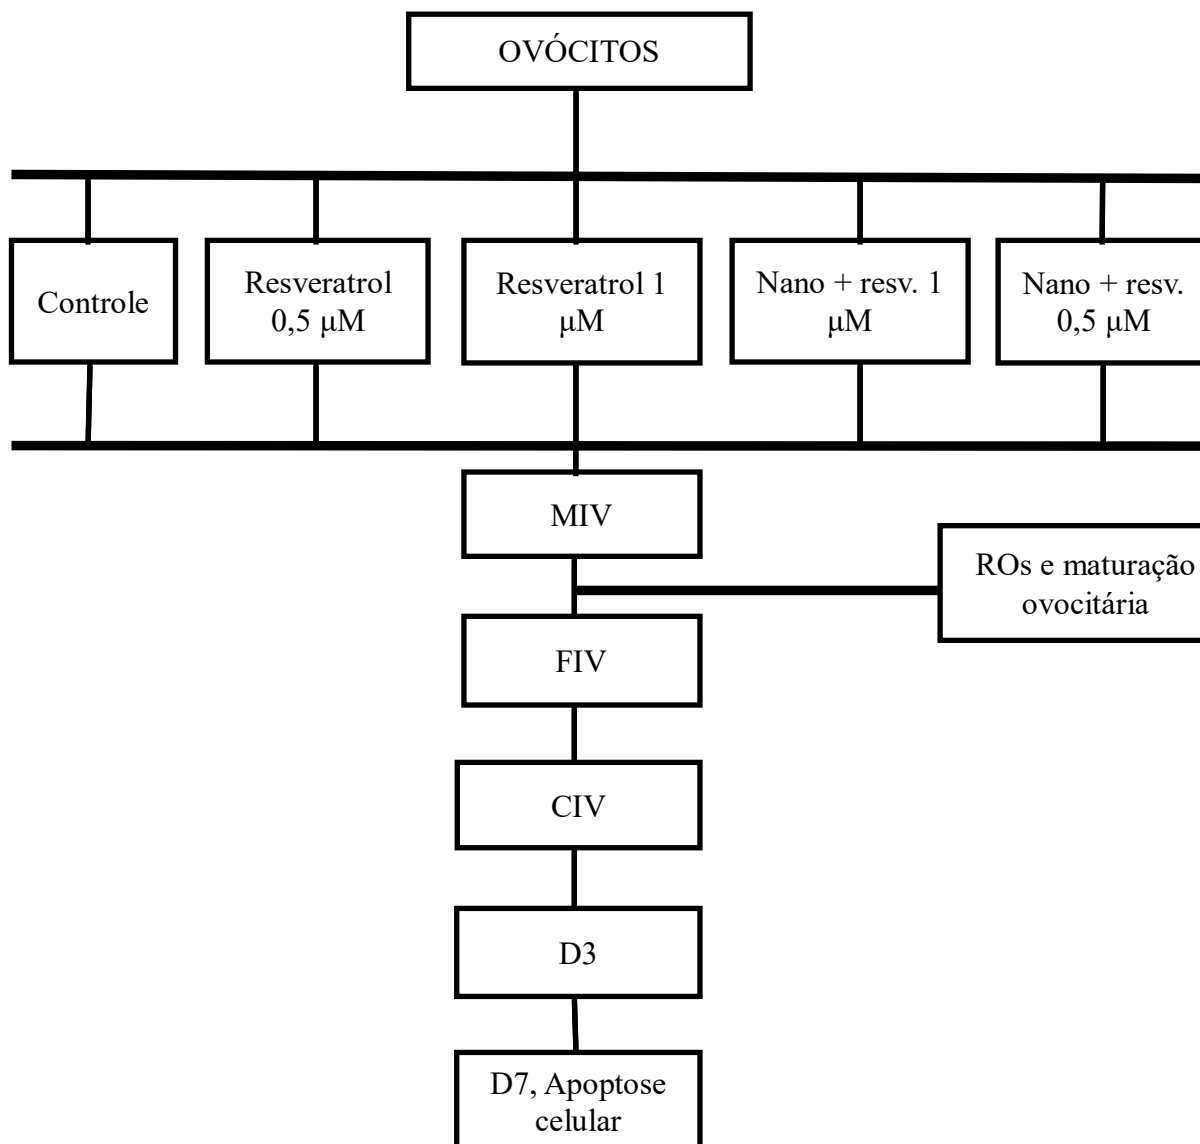 OVÓCITOS
Controle
Resveratrol
0,5 μM
Resveratrol 1
μM
Nano + resv. 1
μM
Nano + resv.
0,5 μM
MIV
ROs e maturação
ovocitária
FIV
CIV
D3
D7, Apoptose
celular